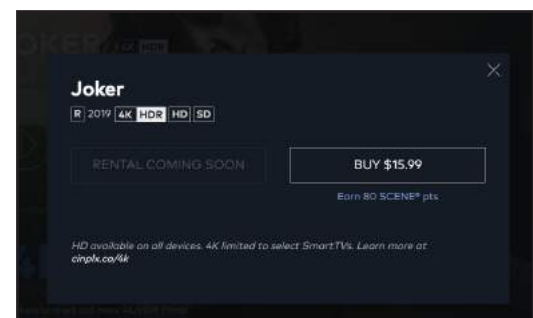 Joker
R 2019 4K HDR HD SD
RENTAL COMING SOON
BUY $15.99
Earn 80 SCENE® pts
HD available on all devices. 4K limited to select SmartTVs. Learn more at
cinplx.co/4k